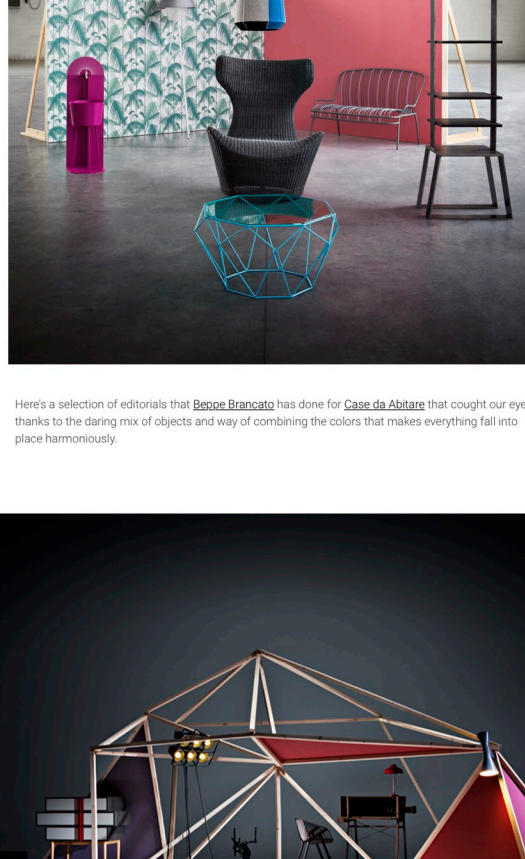 Here's a selection of editorials that Beppe Brancato has done for Case da Abitare that cought our eye
thanks to the daring mix of objects and way of combining the colors that makes everything fall into
place harmoniously.